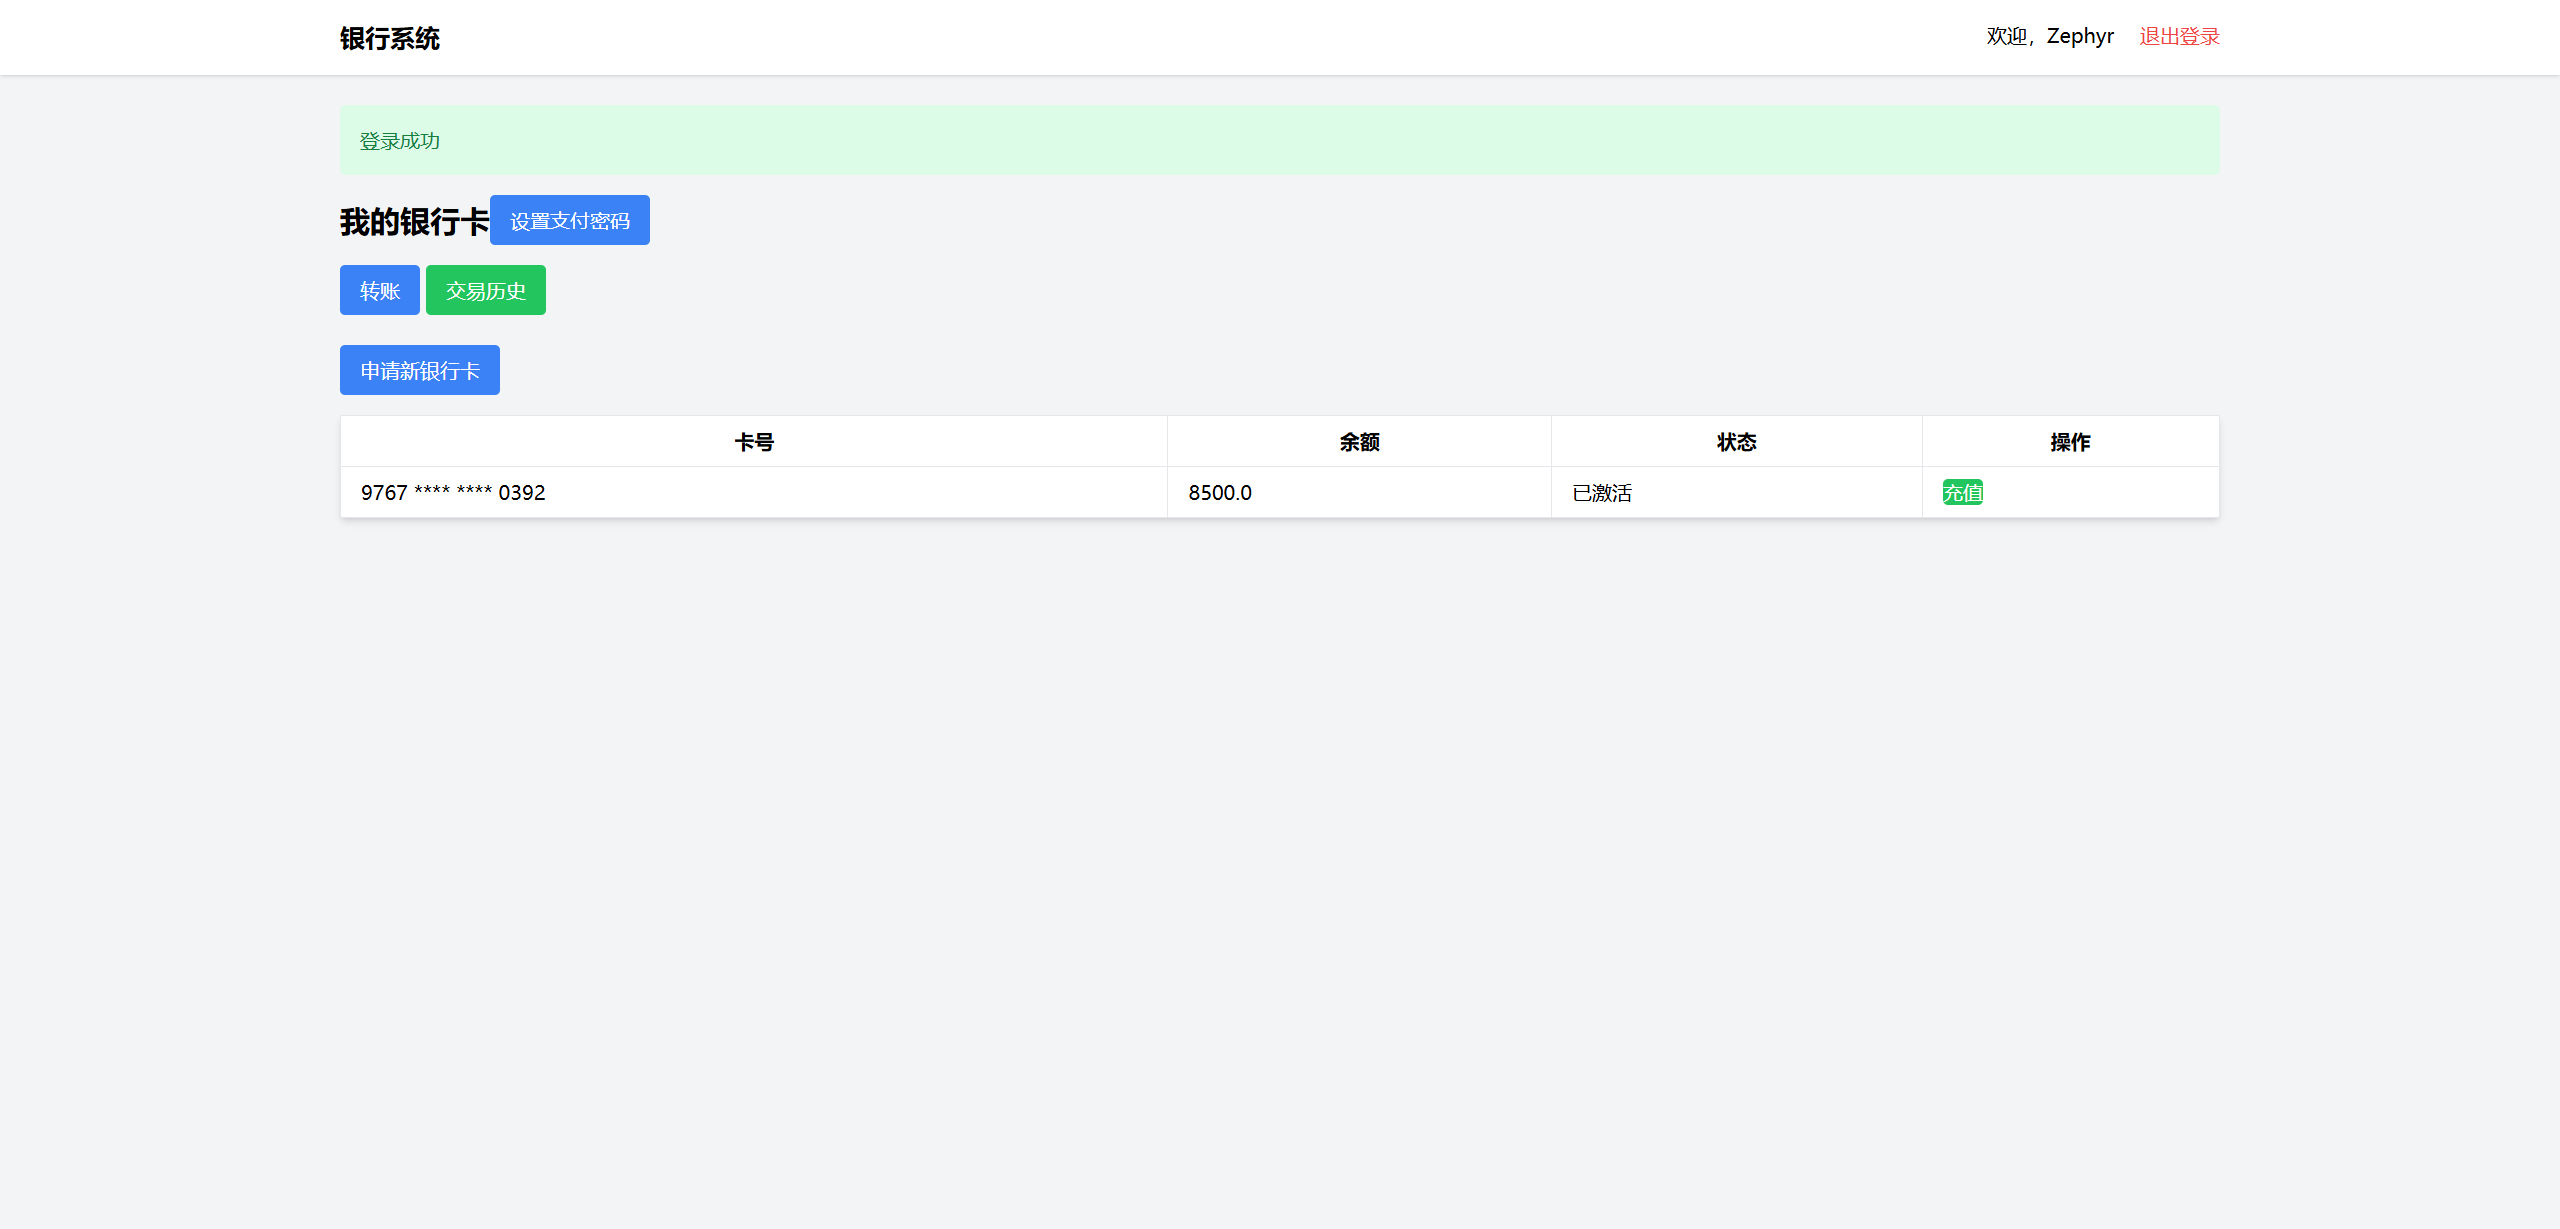 银行系统 欢迎，Zephyr 退出登录
登录成功
我的银行卡 设置支付密码
转账 交易历史
申请新银行卡
卡号 余额 状态 操作
9767 **** **** 0392 8500.0 已激活 充值